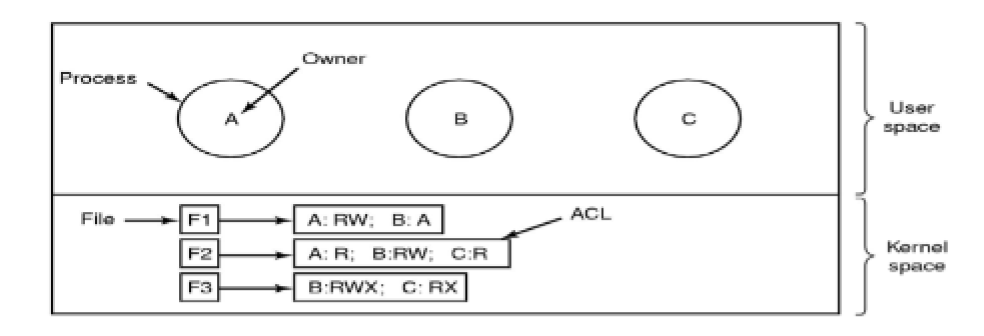 Owner
Process
A
B
C
User
space
File
F1
A: RW; B: A
ACL
F2
A: R; B:RW; C:R
F3
B:RWX; C: RX
Kernel
space